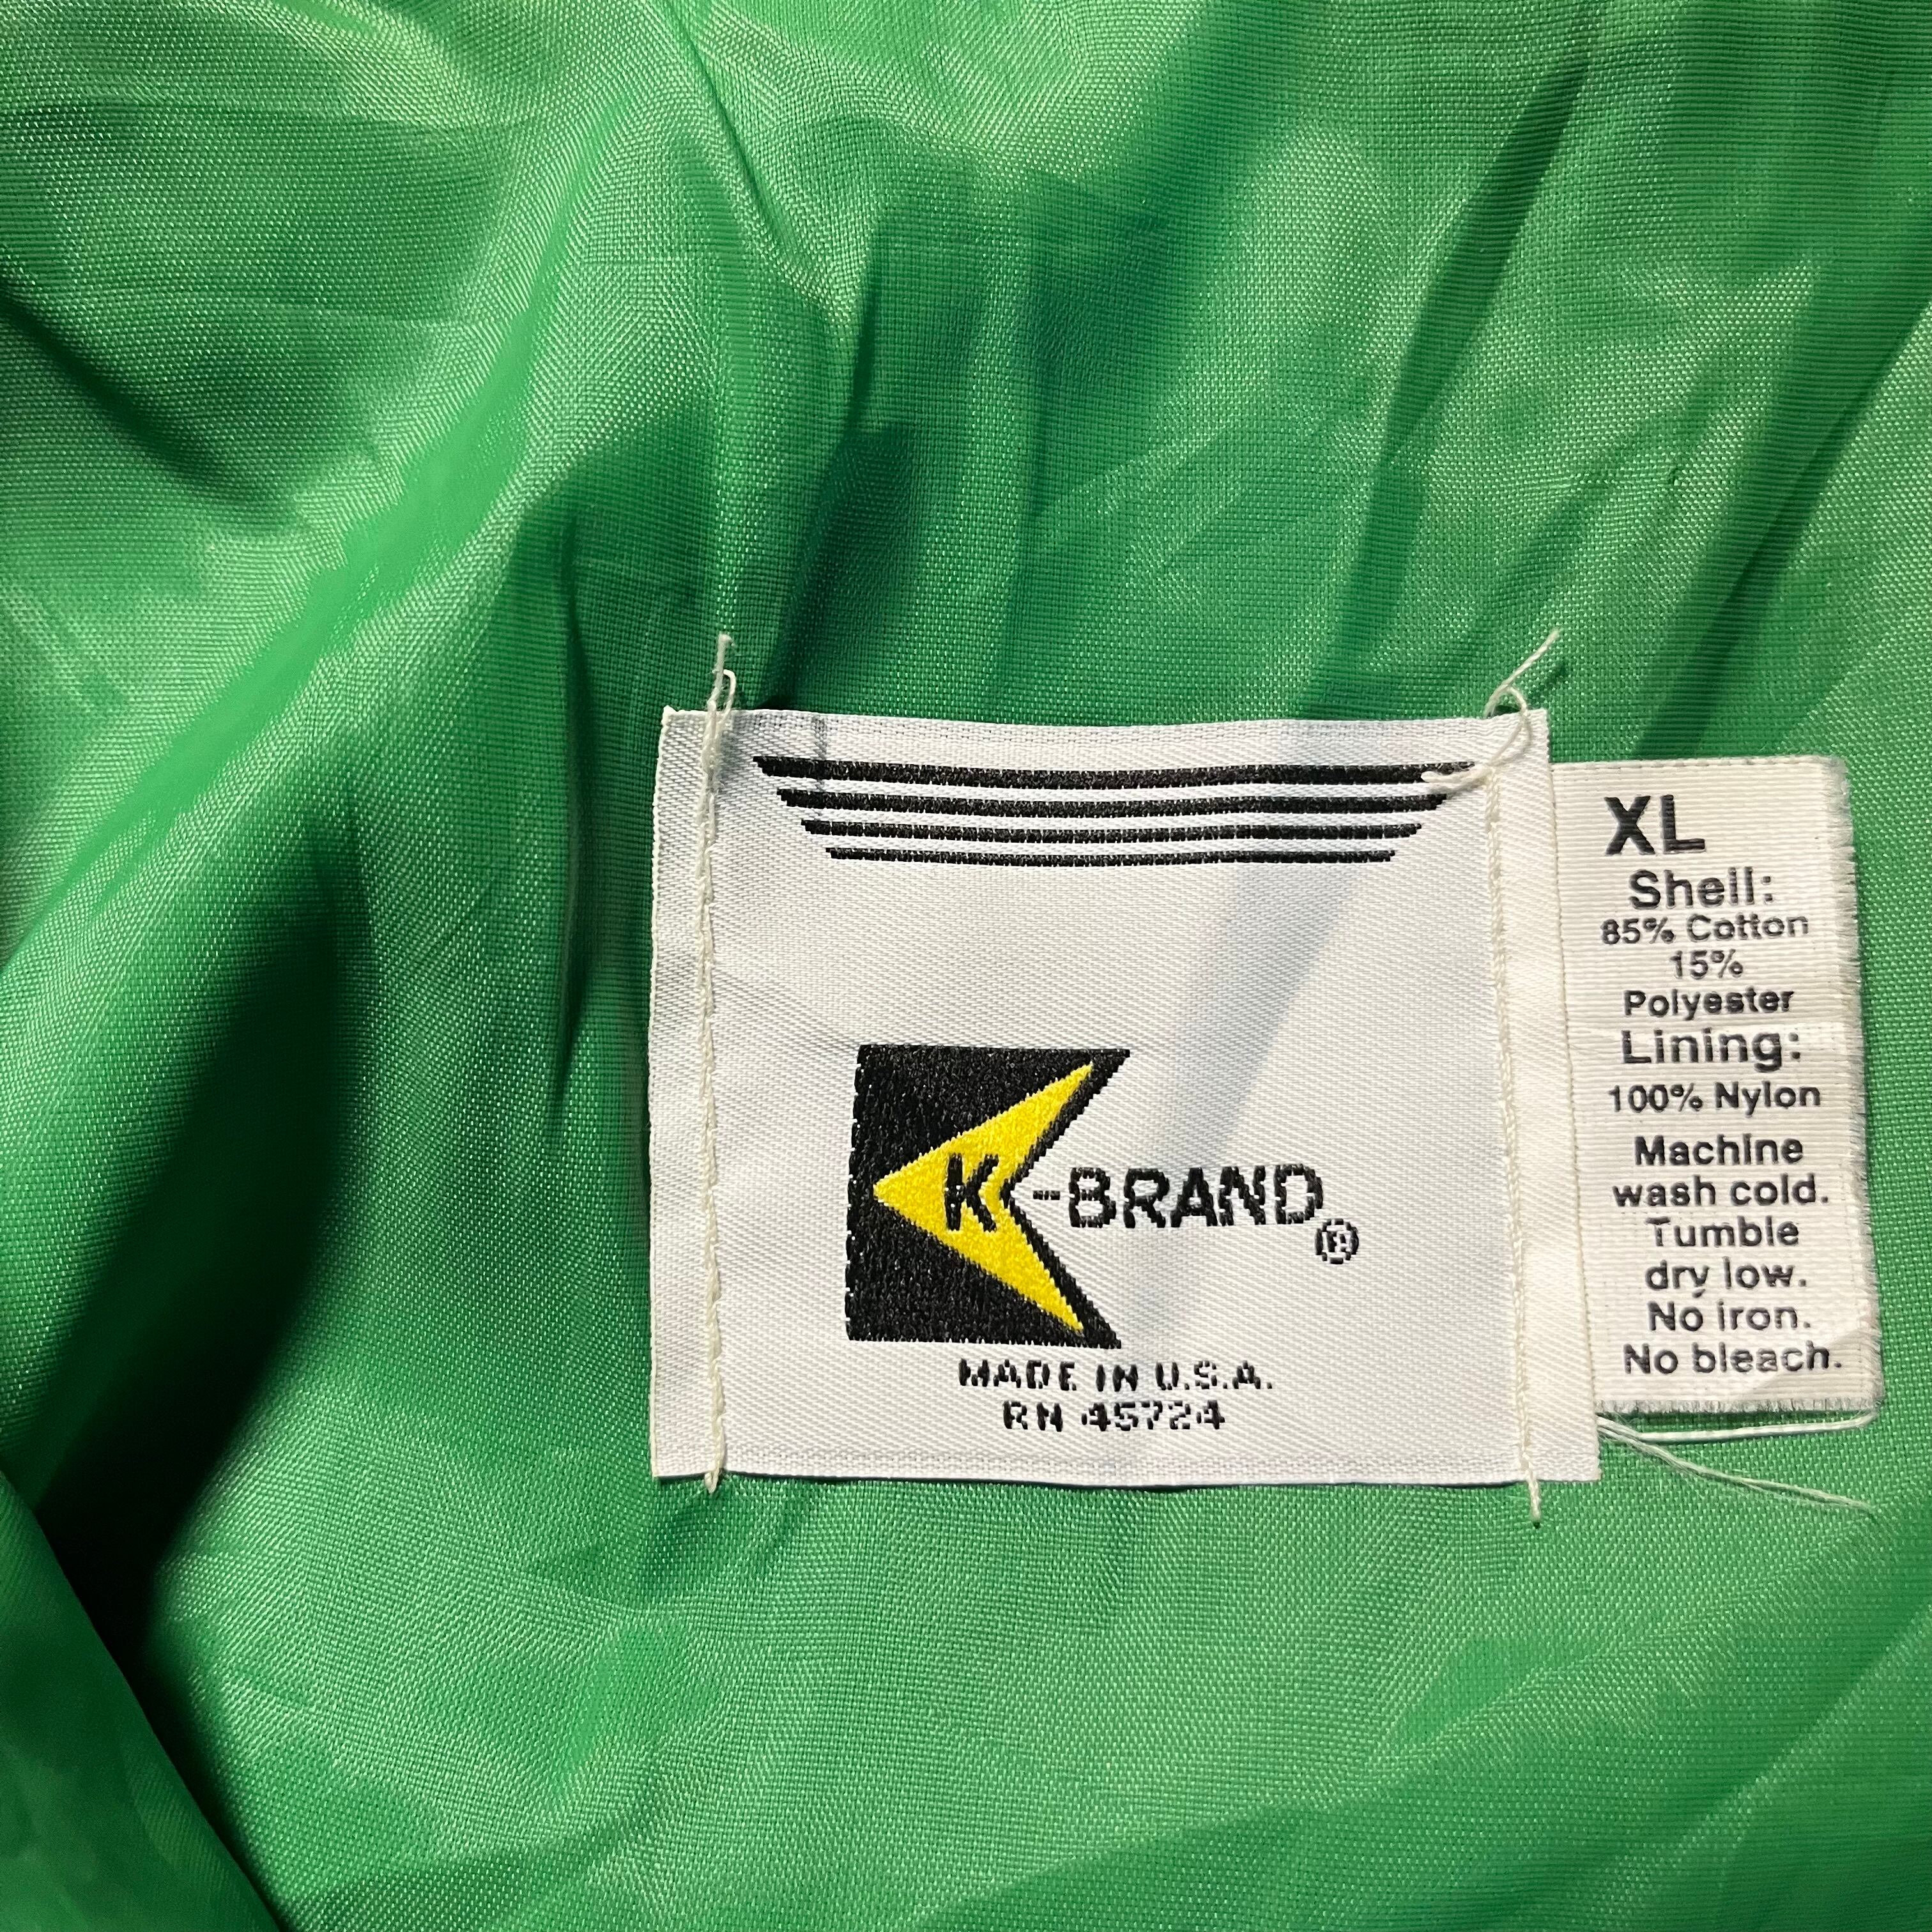 K-BRAND®
MADE IN U.S.A.
RN 45724
XL
Shell:
85% Cotton
15%
Polyester
Lining:
100% Nylon
Machine
wash cold.
Tumble
dry low.
No iron.
No bleach.